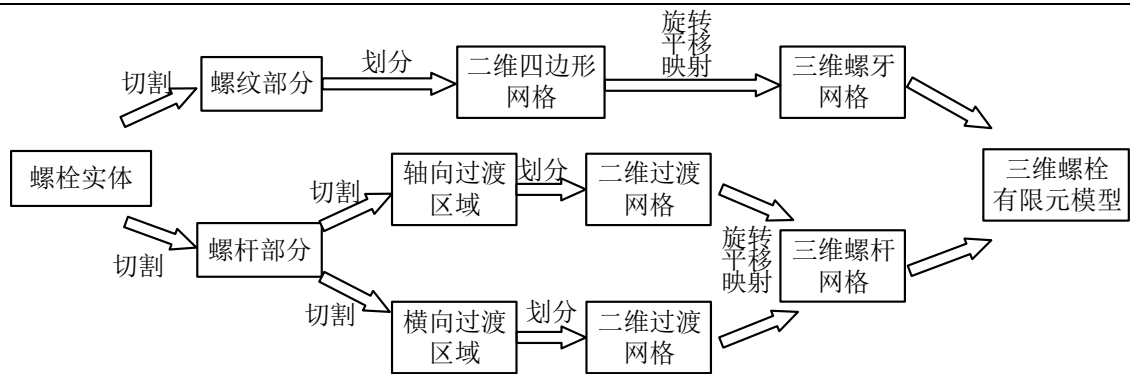 切割
螺纹部分
划分
二维四边形
网格
旋转
平移
映射
三维螺牙
网格
螺栓实体
切割
螺杆部分
切割
轴向过渡
区域
划分
二维过渡
网格
切割
横向过渡
区域
划分
二维过渡
网格
旋转
平移
映射
三维螺杆
网格
三维螺栓
有限元模型